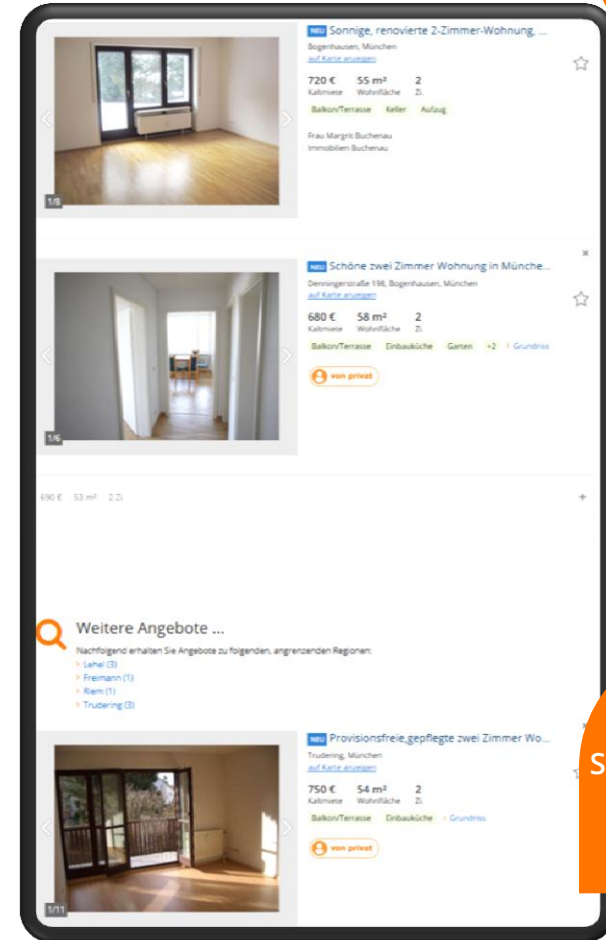 NEU Sonnige, renovierte 2-Zimmer-Wohnung, ...
Bogenhausen, München
auf Karte anzeigen
720 € 55 m² 2
Kaltmiete Wohnfläche Zi.
Balkon/Terrasse Keller Aufzug
Frau Margrit Buchenau
Immobilien Buchenau
1/8
NEU Schöne zwei Zimmer Wohnung in Münche...
Denningerstraße 198, Bogenhausen, München
auf Karte anzeigen
680 € 58 m² 2
Kaltmiete Wohnfläche Zi.
Balkon/Terrasse Einbauküche Garten +2 Grundriss
von privat
1/6
690 € 53 m² 2 Zi
Weitere Angebote ...
Nachfolgend erhalten Sie Angebote zu folgenden, angrenzenden Regionen:
Lehel (3)
Freimann (1)
Riem (1)
Trudering (3)
NEU Provisionsfreie,gepflegte zwei Zimmer Wo...
Trudering, München
auf Karte anzeigen
750 € 54 m² 2
Kaltmiete Wohnfläche Zi.
Balkon/Terrasse Einbauküche Grundriss
von privat
1/11
S